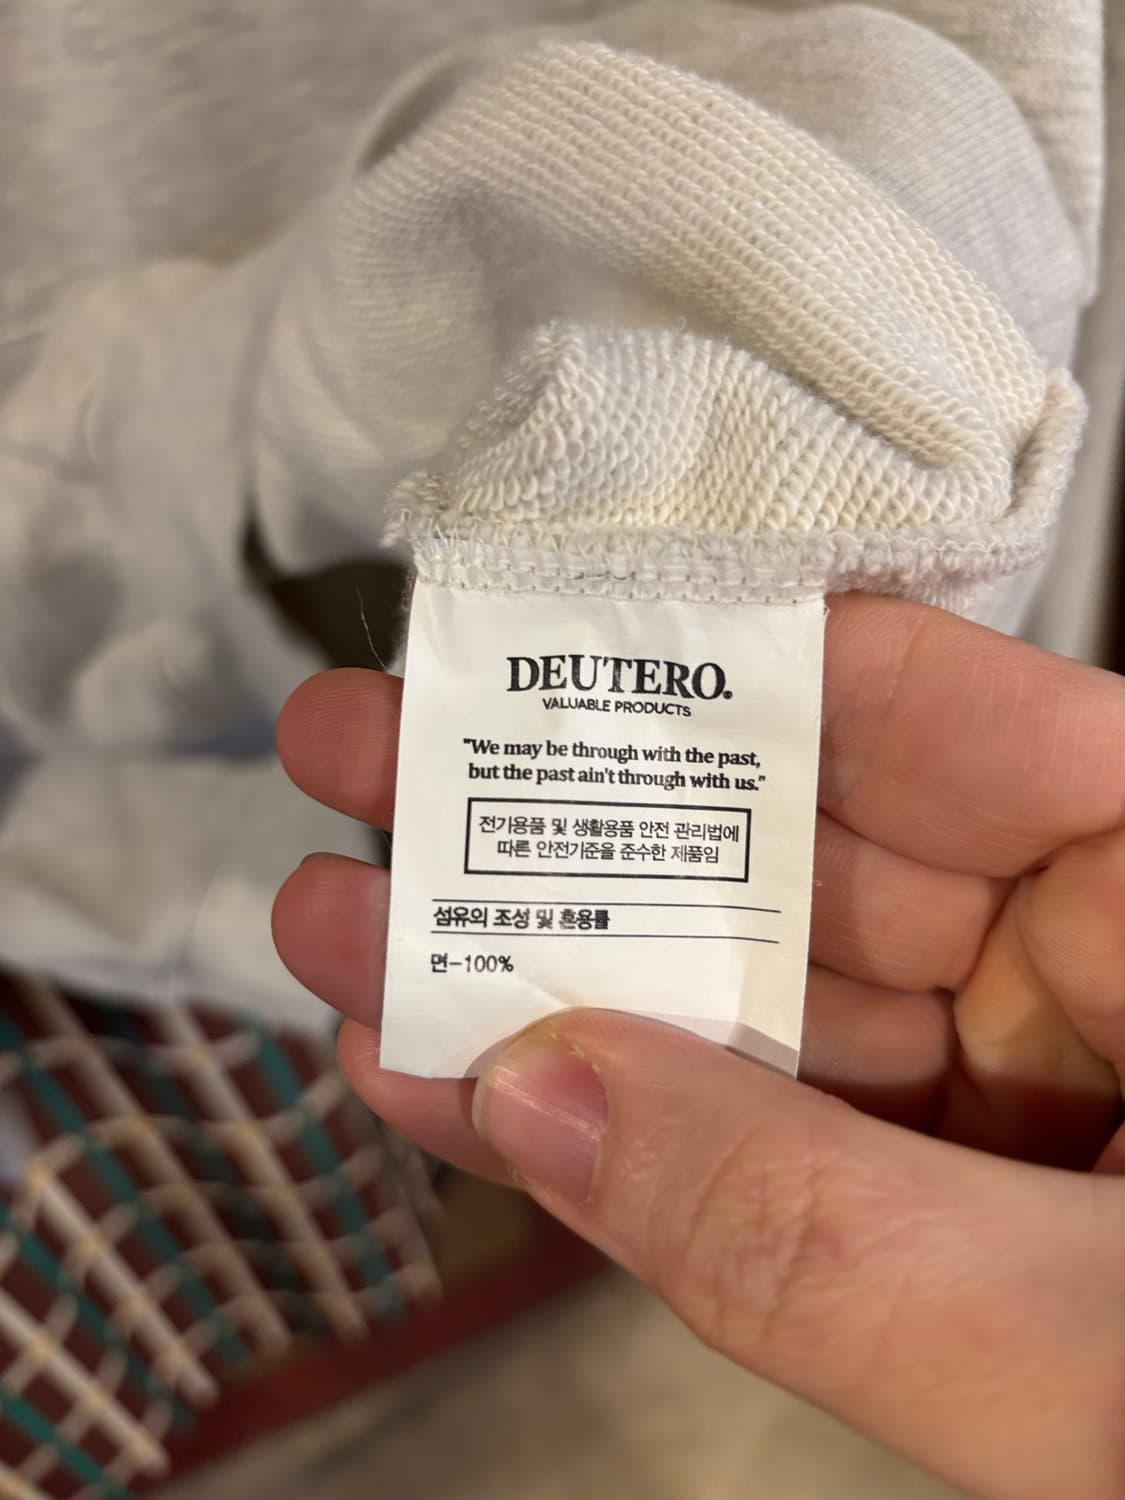 DEUTERO.
VALUABLE PRODUCTS
"We may be through with the past,
but the past ain't through with us."
전기용품 및 생활용품 안전 관리법에
따른 안전기준을 준수한 제품임
섬유의 조성 및 혼용률
면-100%